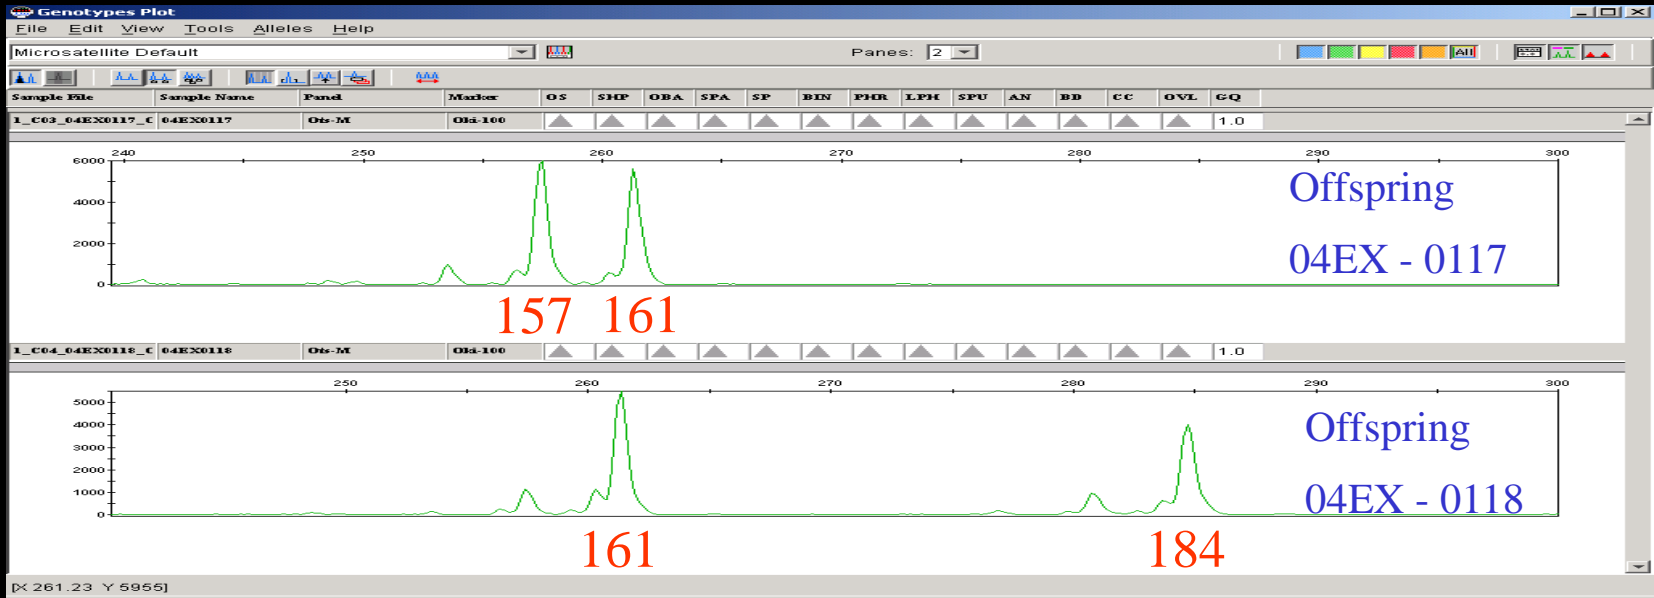 Genotypes Plot
File Edit View Tools Alleles Help
Microsatellite Default Panes: 2 All
Sample File Sample Name Panel Marker OS SHP OBA SPA SP BIN PHR LPH SPU AN BD CC OVL GQ
1_C03_04EX0117_C 04EX0117 Ots-M Oki-100 1.0
240 250 260 270 280 290 300
6000
4000
2000
0
Offspring
04EX - 0117
157 161
1_C04_04EX0118_C 04EX0118 Ots-M Oki-100 1.0
250 260 270 280 290 300
5000
4000
3000
2000
1000
0
Offspring
04EX - 0118
161 184
[X 261.23 Y 5955]